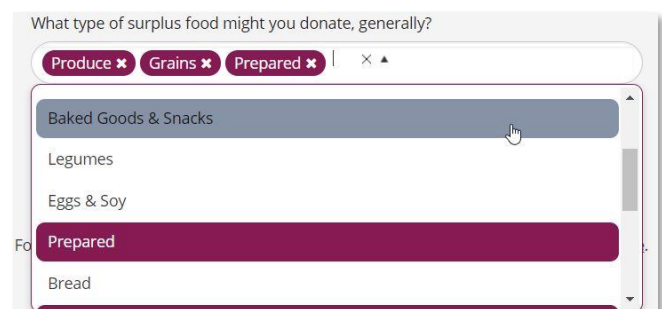 What type of surplus food might you donate, generally?
Produce × Grains × Prepared × × ▲
Baked Goods & Snacks
Legumes
Eggs & Soy
Fo Prepared
Bread